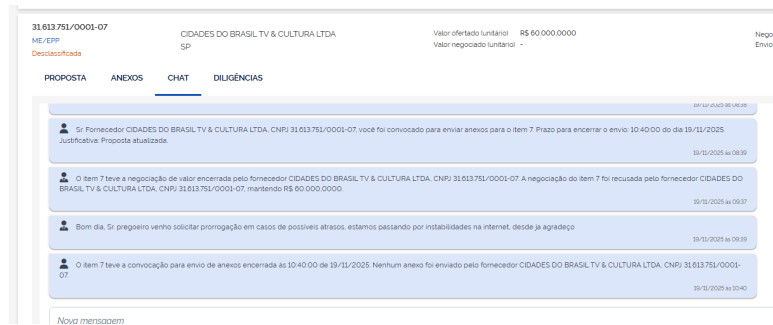 31.613.751/0001-07
ME/EPP
Desclassificada
CIDADES DO BRASIL TV & CULTURA LTDA
SP
Valor ofertado (unitário) R$ 60.000,0000
Valor negociado (unitário) -
Nego
Envio
PROPOSTA ANEXOS CHAT DILIGÊNCIAS
19/11/2025 às 08:38
Sr. Fornecedor CIDADES DO BRASIL TV & CULTURA LTDA, CNPJ 31.613.751/0001-07, você foi convocado para enviar anexos para o item 7. Prazo para encerrar o envio: 10:40:00 do dia 19/11/2025.
Justificativa: Proposta atualizada.
19/11/2025 às 08:39
O item 7 teve a negociação de valor encerrada pelo fornecedor CIDADES DO BRASIL TV & CULTURA LTDA, CNPJ 31.613.751/0001-07. A negociação do item 7 foi recusada pelo fornecedor CIDADES DO
BRASIL TV & CULTURA LTDA, CNPJ 31.613.751/0001-07, mantendo R$ 60.000,0000.
19/11/2025 às 09:37
Bom dia, Sr. pregoeiro venho solicitar prorrogação em casos de possiveis atrasos, estamos passando por instabilidades na internet, desde ja agradeço
19/11/2025 às 09:39
O item 7 teve a convocação para envio de anexos encerrada às 10:40:00 de 19/11/2025. Nenhum anexo foi enviado pelo fornecedor CIDADES DO BRASIL TV & CULTURA LTDA, CNPJ 31.613.751/0001-
07.
19/11/2025 às 10:40
Nova mensagem